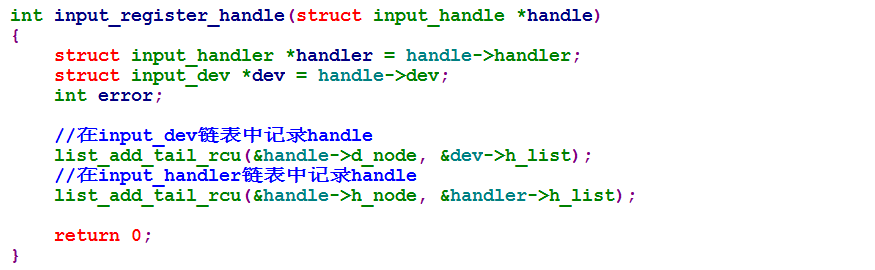 int input_register_handle(struct input_handle *handle)
{
    struct input_handler *handler = handle->handler;
    struct input_dev *dev = handle->dev;
    int error;

    //在input_dev链表中记录handle
    list_add_tail_rcu(&handle->d_node, &dev->h_list);
    //在input_handler链表中记录handle
    list_add_tail_rcu(&handle->h_node, &handler->h_list);

    return 0;
}